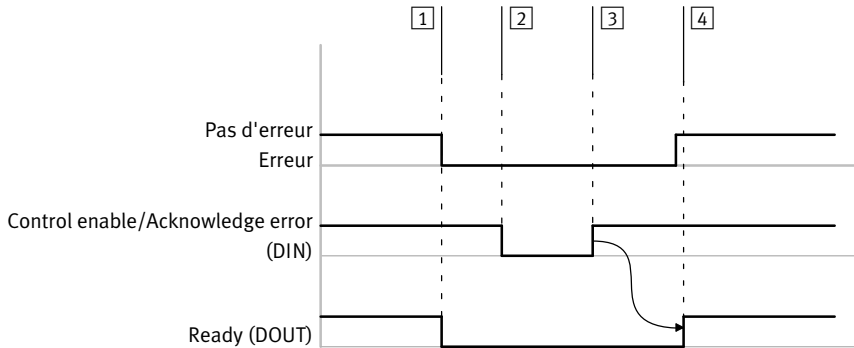 1
2
3
4
Pas d'erreur
Erreur
Control enable/Acknowledge error
(DIN)
Ready (DOUT)